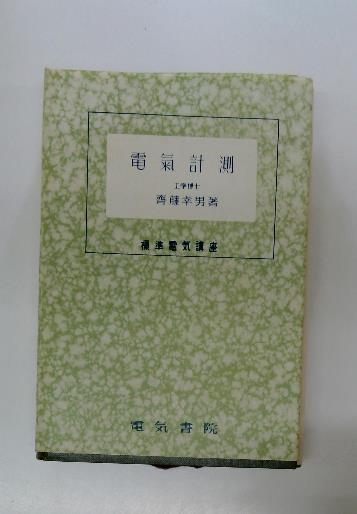 電氣計測
工学博士
齊藤幸男著
標準電気講座
電気書院